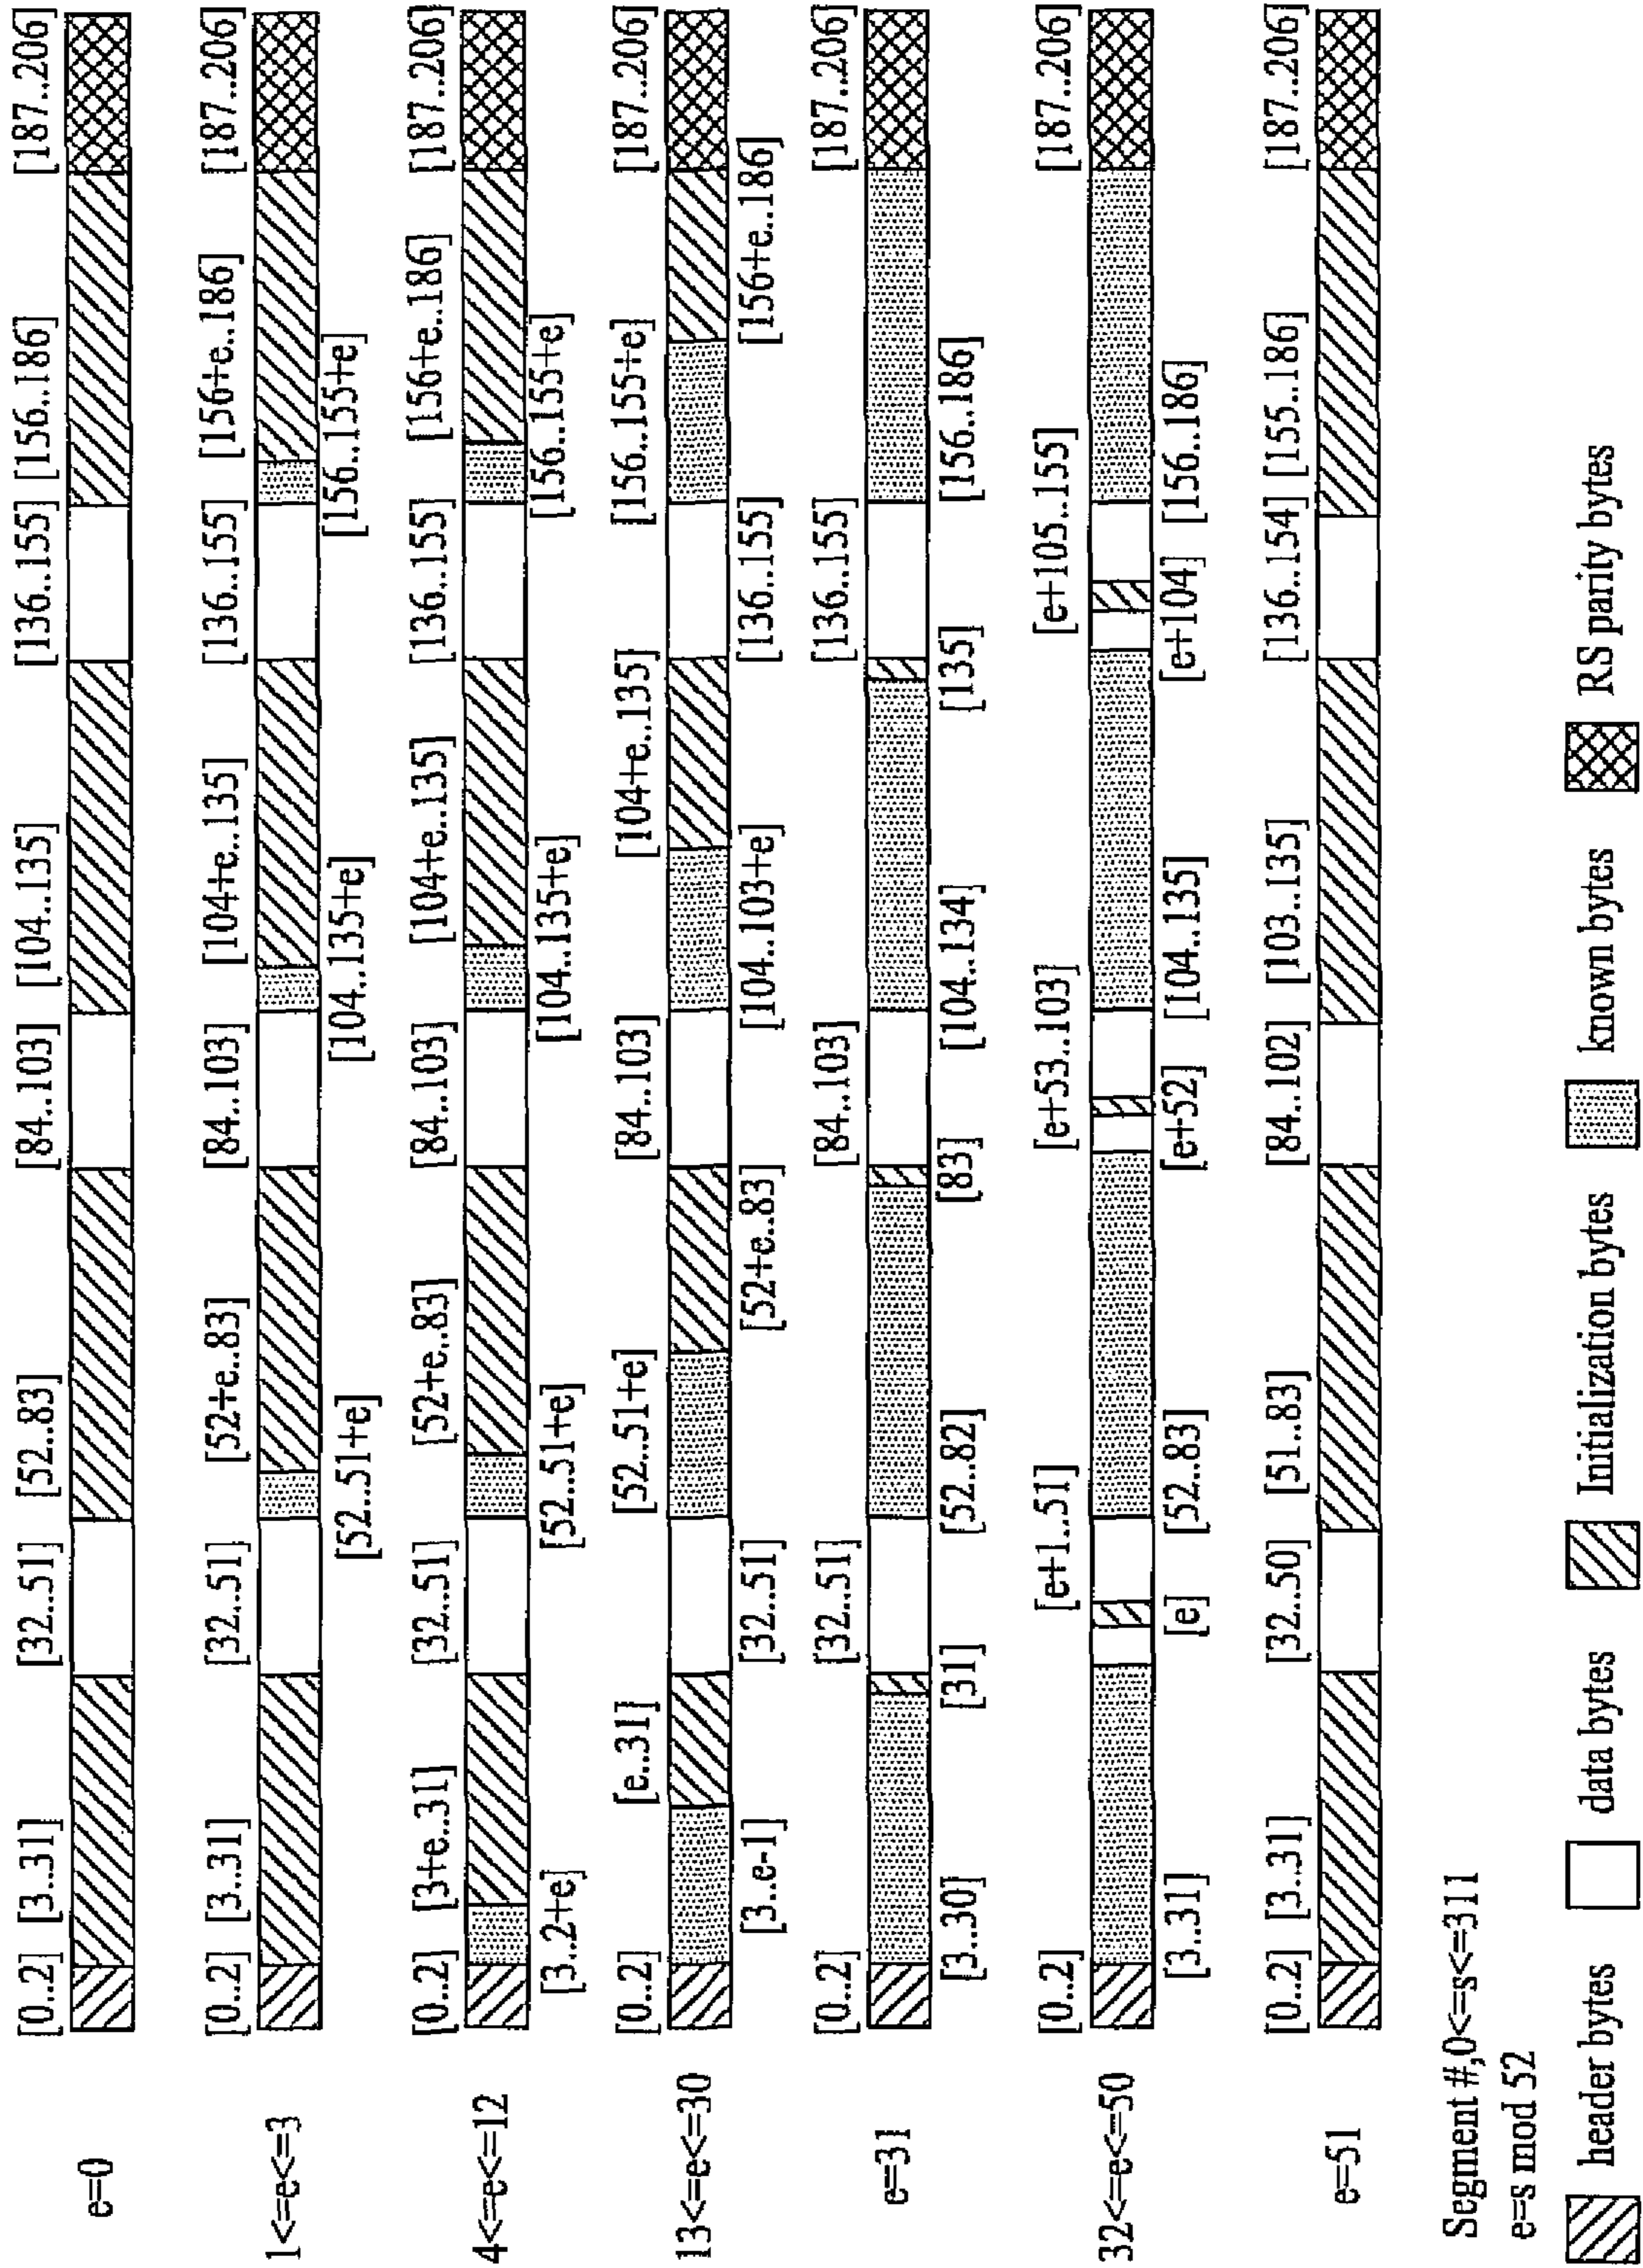 e=0
[0..2] [3..31] [32..51] [52..83] [84..103] [104..135] [136..155] [156..186] [187..206]
1<=e<=3
[0..2] [3..31] [32..51] [52+e..83] [84..103] [104+e..135] [136..155] [156+e..186] [187..206]
[52..51+e] [104..135+e] [156..155+e]
4<=e<=12
[0..2] [3+e..31] [32..51] [52+e..83] [84..103] [104+e..135] [136..155] [156+e..186] [187..206]
[3..2+e] [52..51+e] [104..135+e] [156..155+e]
13<=e<=30
[0..2] [e..31] [52..51+e] [84..103] [104+e..135] [156..155+e] [187..206]
[3..e-1] [32..51] [52+e..83] [104..103+e] [136..155] [156+e..186]
e=31
[0..2] [32..51] [84..103] [136..155] [187..206]
[3..30] [31] [52..82] [83] [104..134] [135] [156..186]
32<=e<=50
[0..2] [e+1..51] [e+53..103] [e+105..155] [187..206]
[3..31] [e] [52..83] [e+52] [104..135] [e+104] [156..186]
e=51
[0..2] [3..31] [32..50] [51..83] [84..102] [103..135] [136..154] [155..186] [187..206]
Segment #,0<=s<=311
e=s mod 52
header bytes data bytes Initialization bytes known bytes RS parity bytes